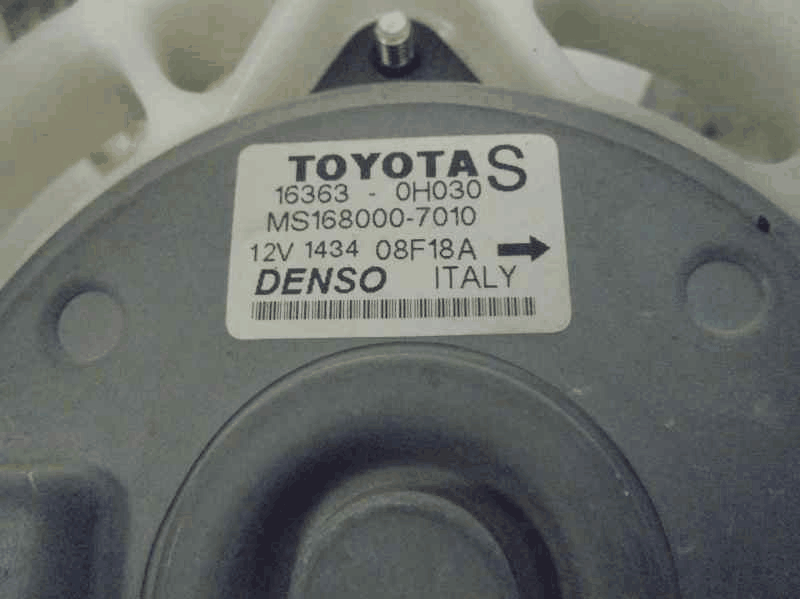 TOYOTA S
16363 - 0H030
MS168000-7010
12V 1434 08F18A
DENSO ITALY